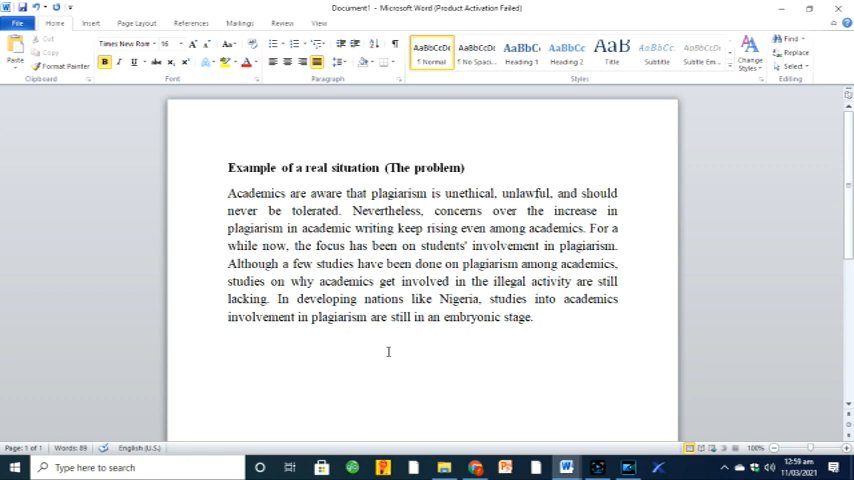 Document1 - Microsoft Word (Product Activation Failed)
File Home Insert Page Layout References Mailings Review View
Cut
Copy
Paste Format Painter
Times New Rom 16 Aa
B I U abc
AaBbCcDc AaBbCcDc AaBbCc AaBbCc AaBb AaBbCc. AaBbCcDc
¶ Normal ¶ No Spaci... Heading 1 Heading 2 Title Subtitle Subtle Em...
Change Styles
Find
Replace
Select
Clipboard Font Paragraph Styles Editing
Example of a real situation (The problem)
Academics are aware that plagiarism is unethical, unlawful, and should
never be tolerated. Nevertheless, concerns over the increase in
plagiarism in academic writing keep rising even among academics. For a
while now, the focus has been on students' involvement in plagiarism.
Although a few studies have been done on plagiarism among academics,
studies on why academics get involved in the illegal activity are still
lacking. In developing nations like Nigeria, studies into academics
involvement in plagiarism are still in an embryonic stage.
Page: 1 of 1 Words: 89 English (U.S.) 100%
Type here to search
12:59 am
11/03/2021